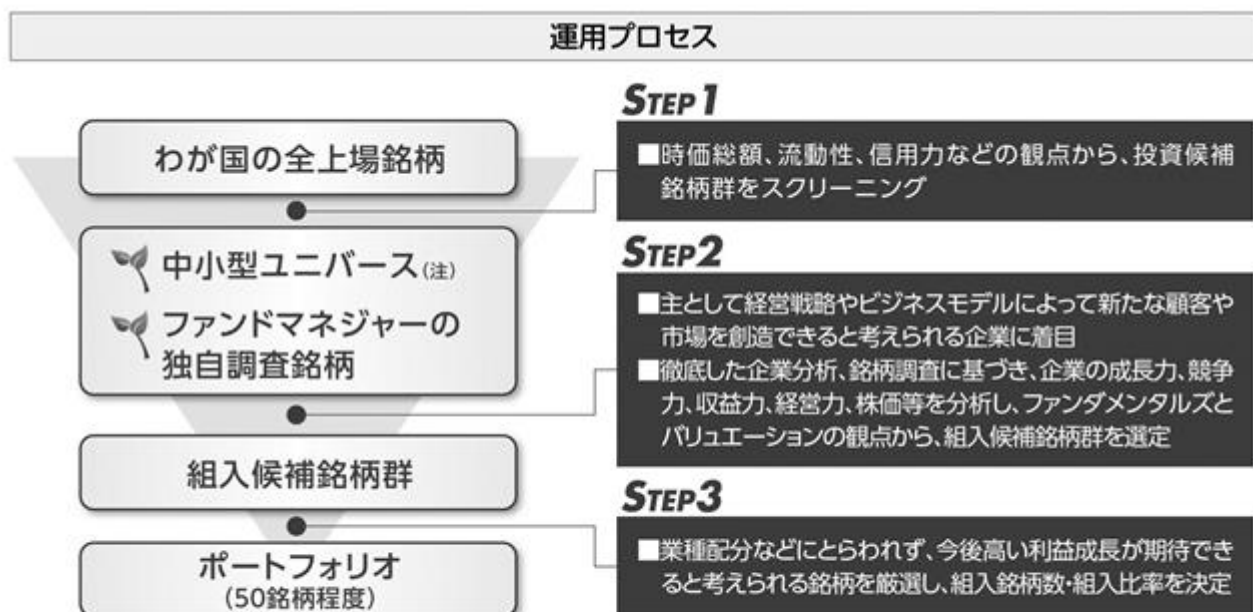 運用プロセス
わが国の全上場銘柄
中小型ユニバース(注)
ファンドマネジャーの
独自調査銘柄
組入候補銘柄群
ポートフォリオ
(50銘柄程度)
STEP1
■時価総額、流動性、信用力などの観点から、投資候補
銘柄群をスクリーニング
STEP2
■主として経営戦略やビジネスモデルによって新たな顧客や
市場を創造できると考えられる企業に着目
■徹底した企業分析、銘柄調査に基づき、企業の成長力、競争
力、収益力、経営力、株価等を分析し、ファンダメンタルズと
バリュエーションの観点から、組入候補銘柄群を選定
STEP3
■業種配分などにとらわれず、今後高い利益成長が期待でき
ると考えられる銘柄を厳選し、組入銘柄数・組入比率を決定